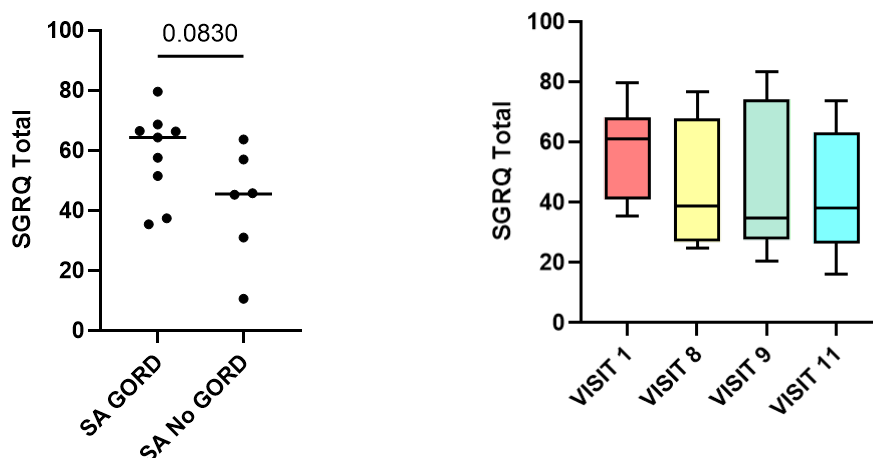 0.0830
100
80
60
40
20
0
SGRQ Total
SA GORD
SA No GORD
100
80
60
40
20
0
SGRQ Total
VISIT 1
VISIT 8
VISIT 9
VISIT 11